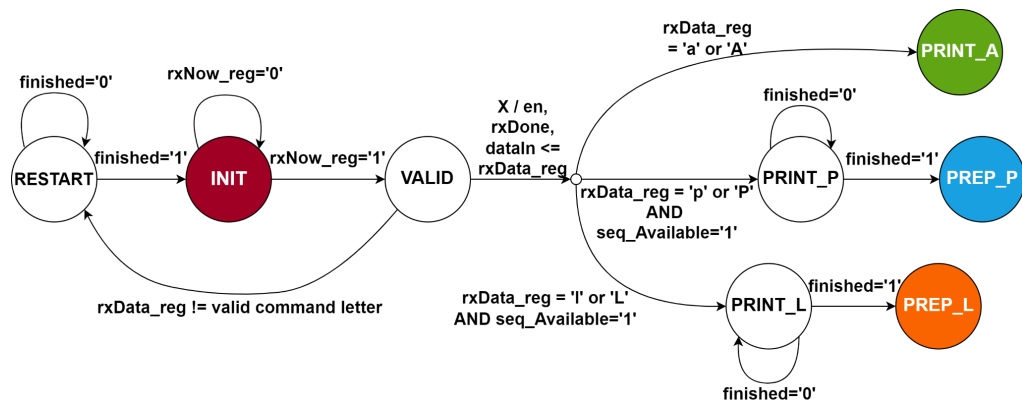 rxData_reg
= 'a' or 'A'
PRINT_A
finished='0'
rxNow_reg='0'
finished='0'
X / en,
rxDone,
dataIn <=
rxData_reg
RESTART
finished='1'
INIT
rxNow_reg='1'
VALID
PRINT_P
finished='1'
PREP_P
rxData_reg = 'p' or 'P'
AND
seq_Available='1'
rxData_reg != valid command letter
rxData_reg = 'l' or 'L'
AND seq_Available='1'
PRINT_L
finished='1'
PREP_L
finished='0'